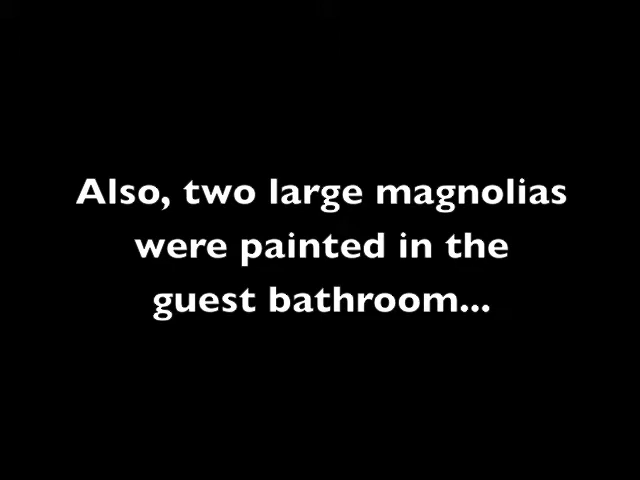 Also, two large magnolias
were painted in the
guest bathroom...